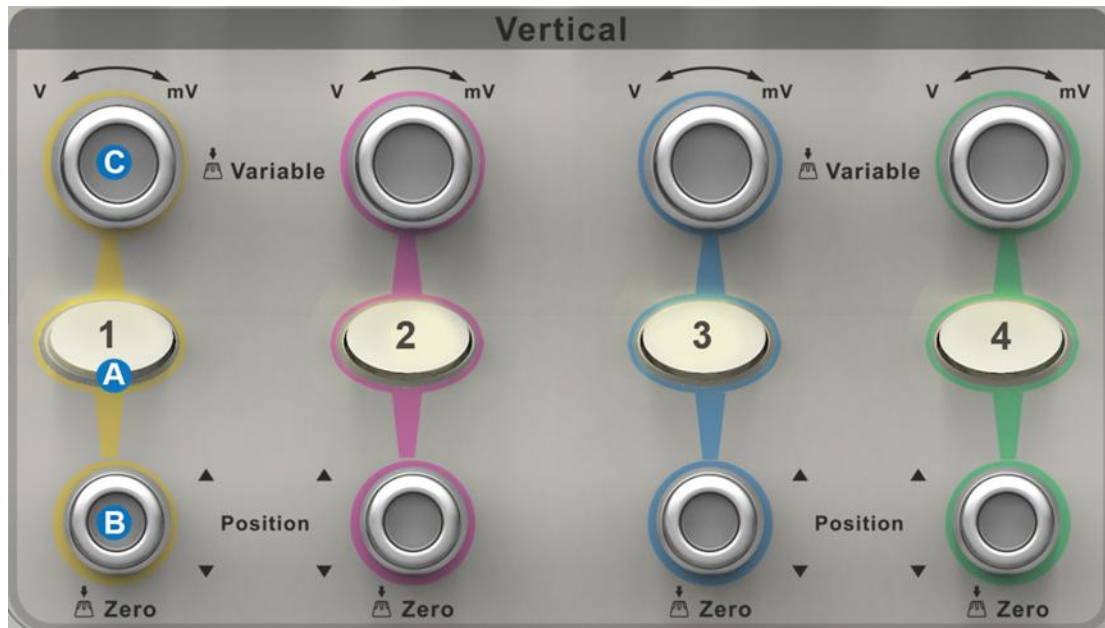 Vertical
V mV V mV V mV V mV
C Variable Variable
1 2 3 4
A
B Position Position
Zero Zero Zero Zero